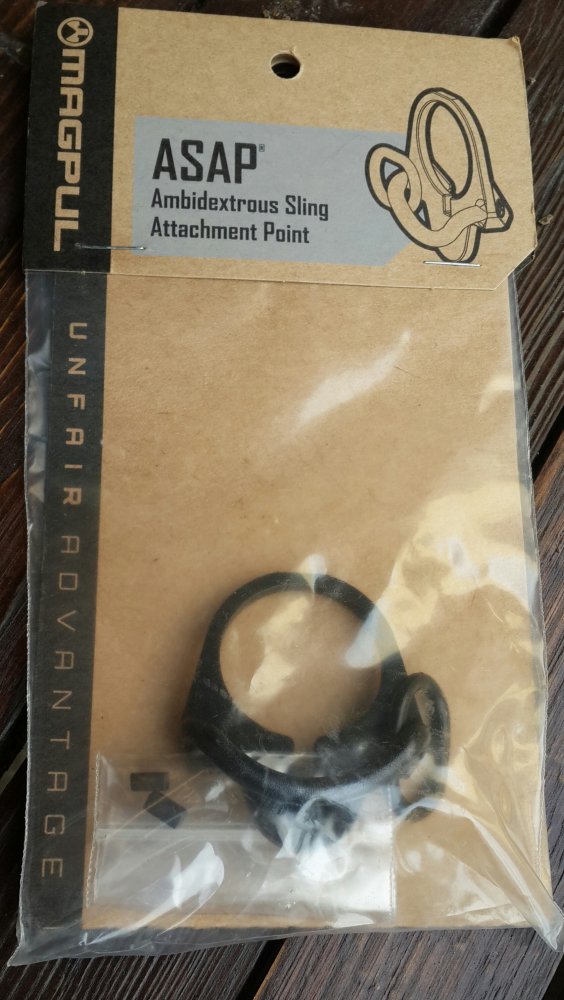 MAGPUL
ASAP®
Ambidextrous Sling
Attachment Point
UNFAIR ADVANTAGE